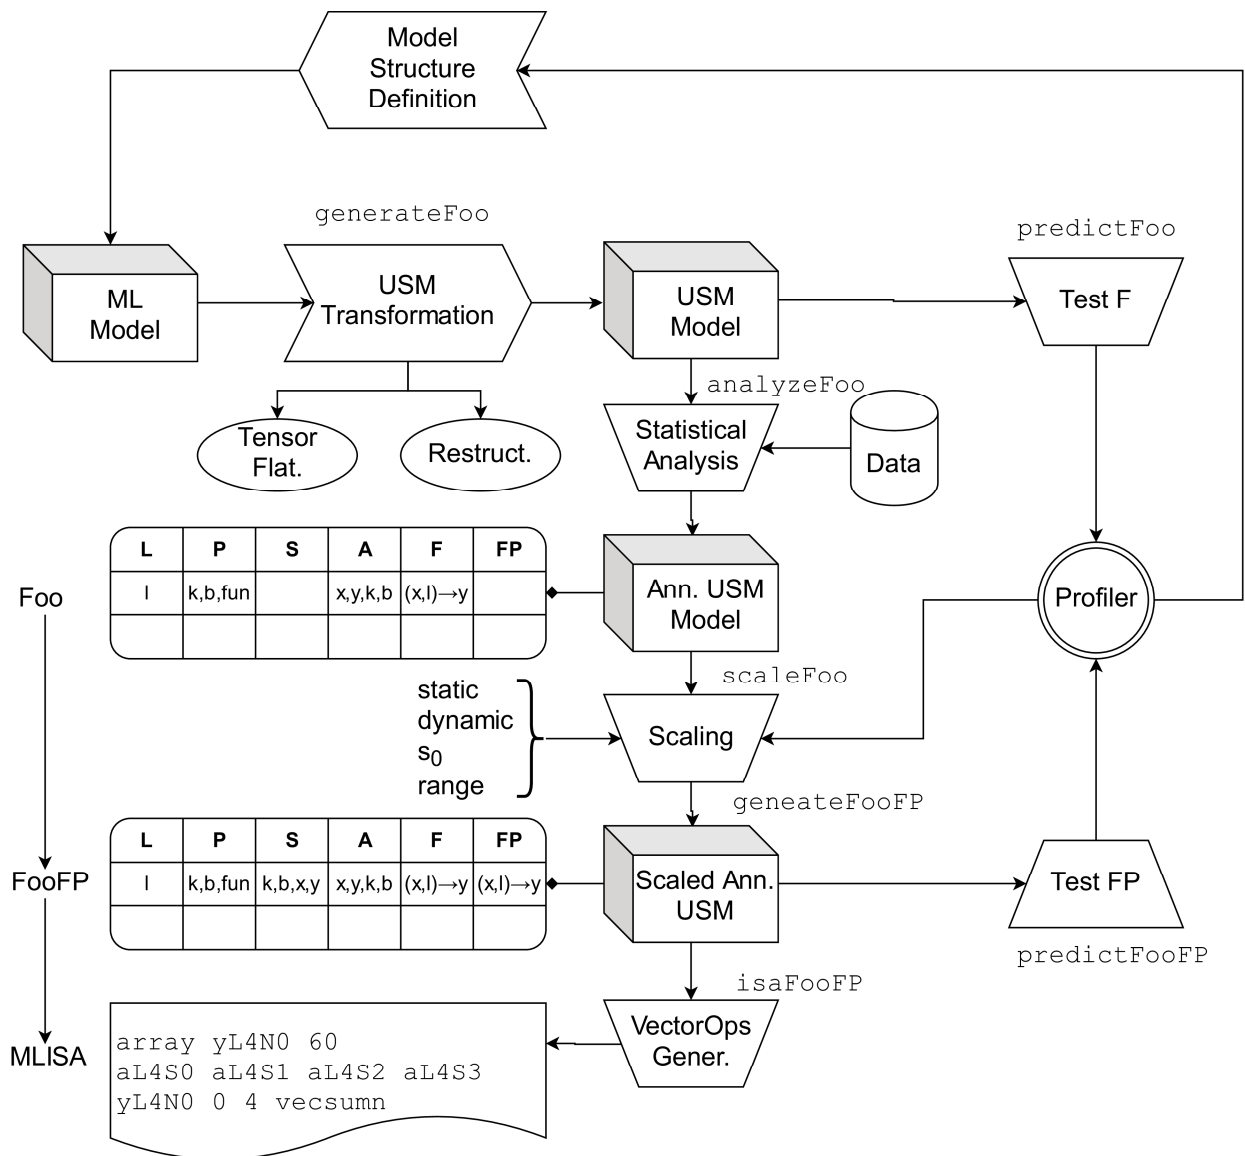 Model
Structure
Definition
generateFoo
predictFoo
ML
Model
USM
Transformation
USM
Model
Test F
analyzeFoo
Tensor
Flat.
Restruct.
Statistical
Analysis
Data
L P S A F FP
l k,b,fun x,y,k,b (x,l)→y
Foo
Ann. USM
Model
Profiler
scaleFoo
static
dynamic
s0
range
Scaling
geneateFooFP
L P S A F FP
l k,b,fun k,b,x,y x,y,k,b (x,l)→y (x,l)→y
FooFP
Scaled Ann.
USM
Test FP
predictFooFP
isaFooFP
MLISA
array yL4N0 60
aL4S0 aL4S1 aL4S2 aL4S3
yL4N0 0 4 vecsumn
VectorOps
Gener.